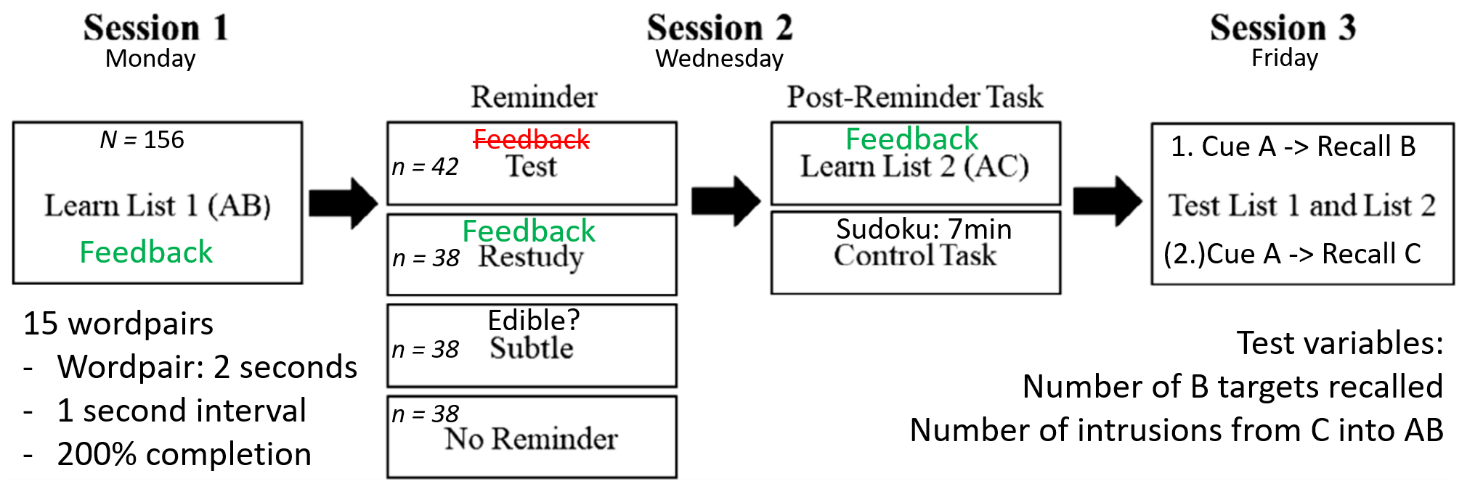 Session 1
Monday
N = 156
Learn List 1 (AB)
Feedback
15 wordpairs
- Wordpair: 2 seconds
- 1 second interval
- 200% completion
Session 2
Wednesday
Reminder
Feedback
n = 42 Test
Feedback
n = 38 Restudy
Edible?
n = 38 Subtle
n = 38
No Reminder
Post-Reminder Task
Feedback
Learn List 2 (AC)
Sudoku: 7min
Control Task
Session 3
Friday
1. Cue A -> Recall B
Test List 1 and List 2
(2.)Cue A -> Recall C
Test variables:
Number of B targets recalled
Number of intrusions from C into AB